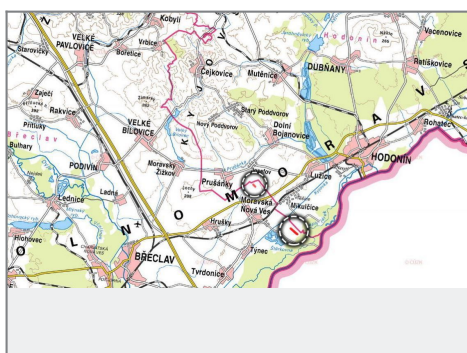 Kobylí
VELKÉ
PAVLOVICE
Vrbice
Starovičky
Bořetice
Čejkovice
Mutěnice
Hodonín
DUBŇANY
Vacenovice
Ratíškovice
Zaječí
Rakvice
Přítluky
Břeclav
Bulhary
VELKÉ
BÍLOVICE
Starý Poddvorov
Nový Poddvorov
Dolní
Bojanovice
Rohatec
HODONÍN
PODIVÍN
Moravský
Žižkov
Prušánky
Lužice
Lednice
Ladná
Moravská
Nová Ves
Mikulčice
Hrušky
Týnec
Hlohovec
BŘECLAV
Tvrdonice